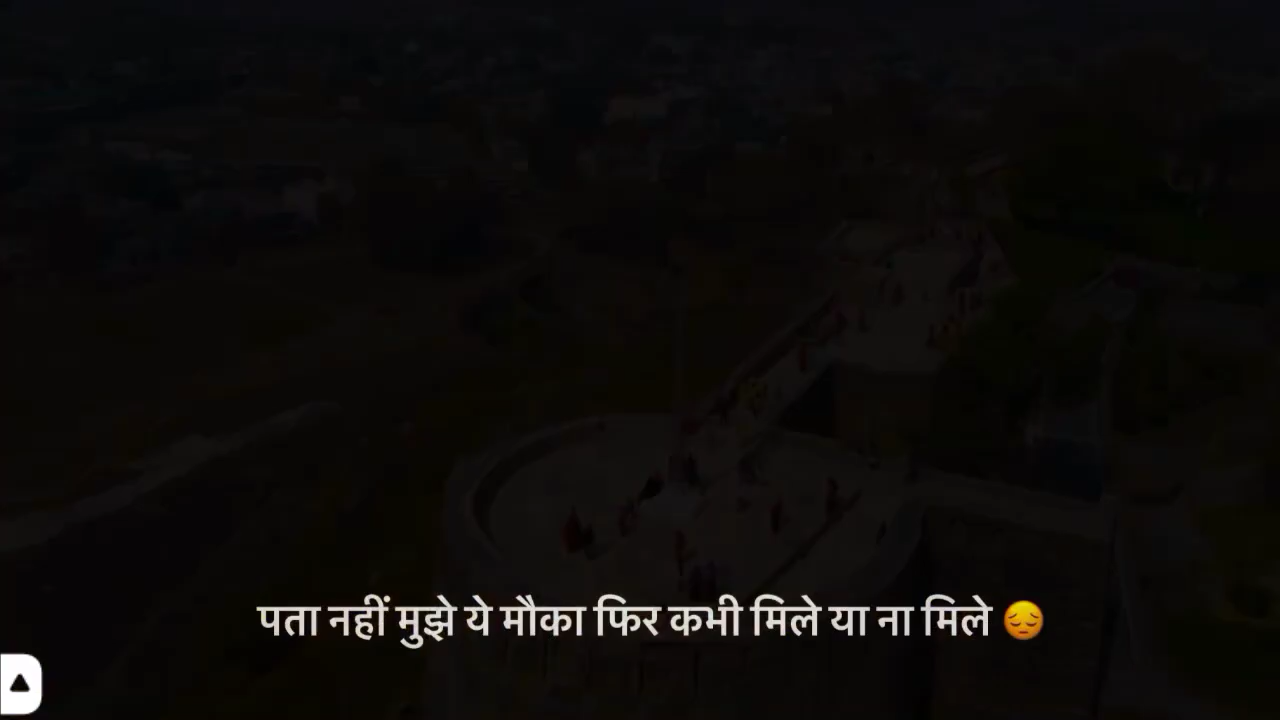 पता नहीं मुझे ये मौका फिर कभी मिले या ना मिले 😔